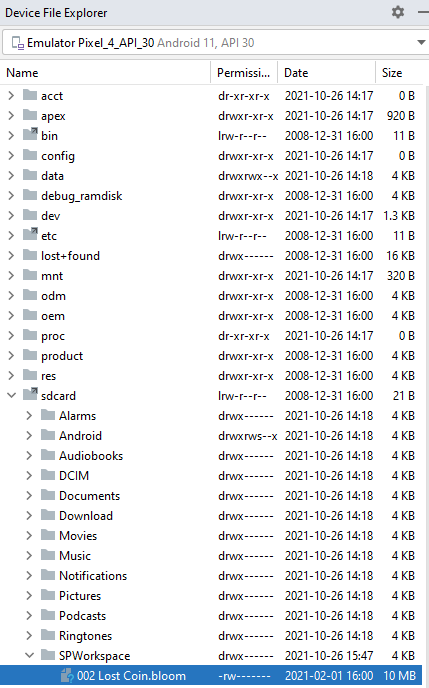 Device File Explorer
Emulator Pixel_4_API_30 Android 11, API 30
Name Permissi... Date Size
acct dr-xr-xr-x 2021-10-26 14:17 0 B
apex drwxr-xr-x 2021-10-26 14:17 920 B
bin lrw-r--r-- 2008-12-31 16:00 11 B
config drwxr-xr-x 2021-10-26 14:17 0 B
data drwxrwx--x 2021-10-26 14:18 4 KB
debug_ramdisk drwxr-xr-x 2008-12-31 16:00 4 KB
dev drwxr-xr-x 2021-10-26 14:17 1.3 KB
etc lrw-r--r-- 2008-12-31 16:00 11 B
lost+found drwx------ 2008-12-31 16:00 16 KB
mnt drwxr-xr-x 2021-10-26 14:17 320 B
odm drwxr-xr-x 2008-12-31 16:00 4 KB
oem drwxr-xr-x 2008-12-31 16:00 4 KB
proc dr-xr-xr-x 2021-10-26 14:17 0 B
product drwxr-xr-x 2008-12-31 16:00 4 KB
res drwxr-xr-x 2008-12-31 16:00 4 KB
sdcard lrw-r--r-- 2008-12-31 16:00 21 B
Alarms drwx------ 2021-10-26 14:18 4 KB
Android drwxrws--x 2021-10-26 14:18 4 KB
Audiobooks drwx------ 2021-10-26 14:18 4 KB
DCIM drwx------ 2021-10-26 14:18 4 KB
Documents drwx------ 2021-10-26 14:18 4 KB
Download drwx------ 2021-10-26 14:18 4 KB
Movies drwx------ 2021-10-26 14:18 4 KB
Music drwx------ 2021-10-26 14:18 4 KB
Notifications drwx------ 2021-10-26 14:18 4 KB
Pictures drwx------ 2021-10-26 14:18 4 KB
Podcasts drwx------ 2021-10-26 14:18 4 KB
Ringtones drwx------ 2021-10-26 14:18 4 KB
SPWorkspace drwx------ 2021-10-26 15:47 4 KB
002 Lost Coin.bloom -rw------- 2021-02-01 16:00 10 MB